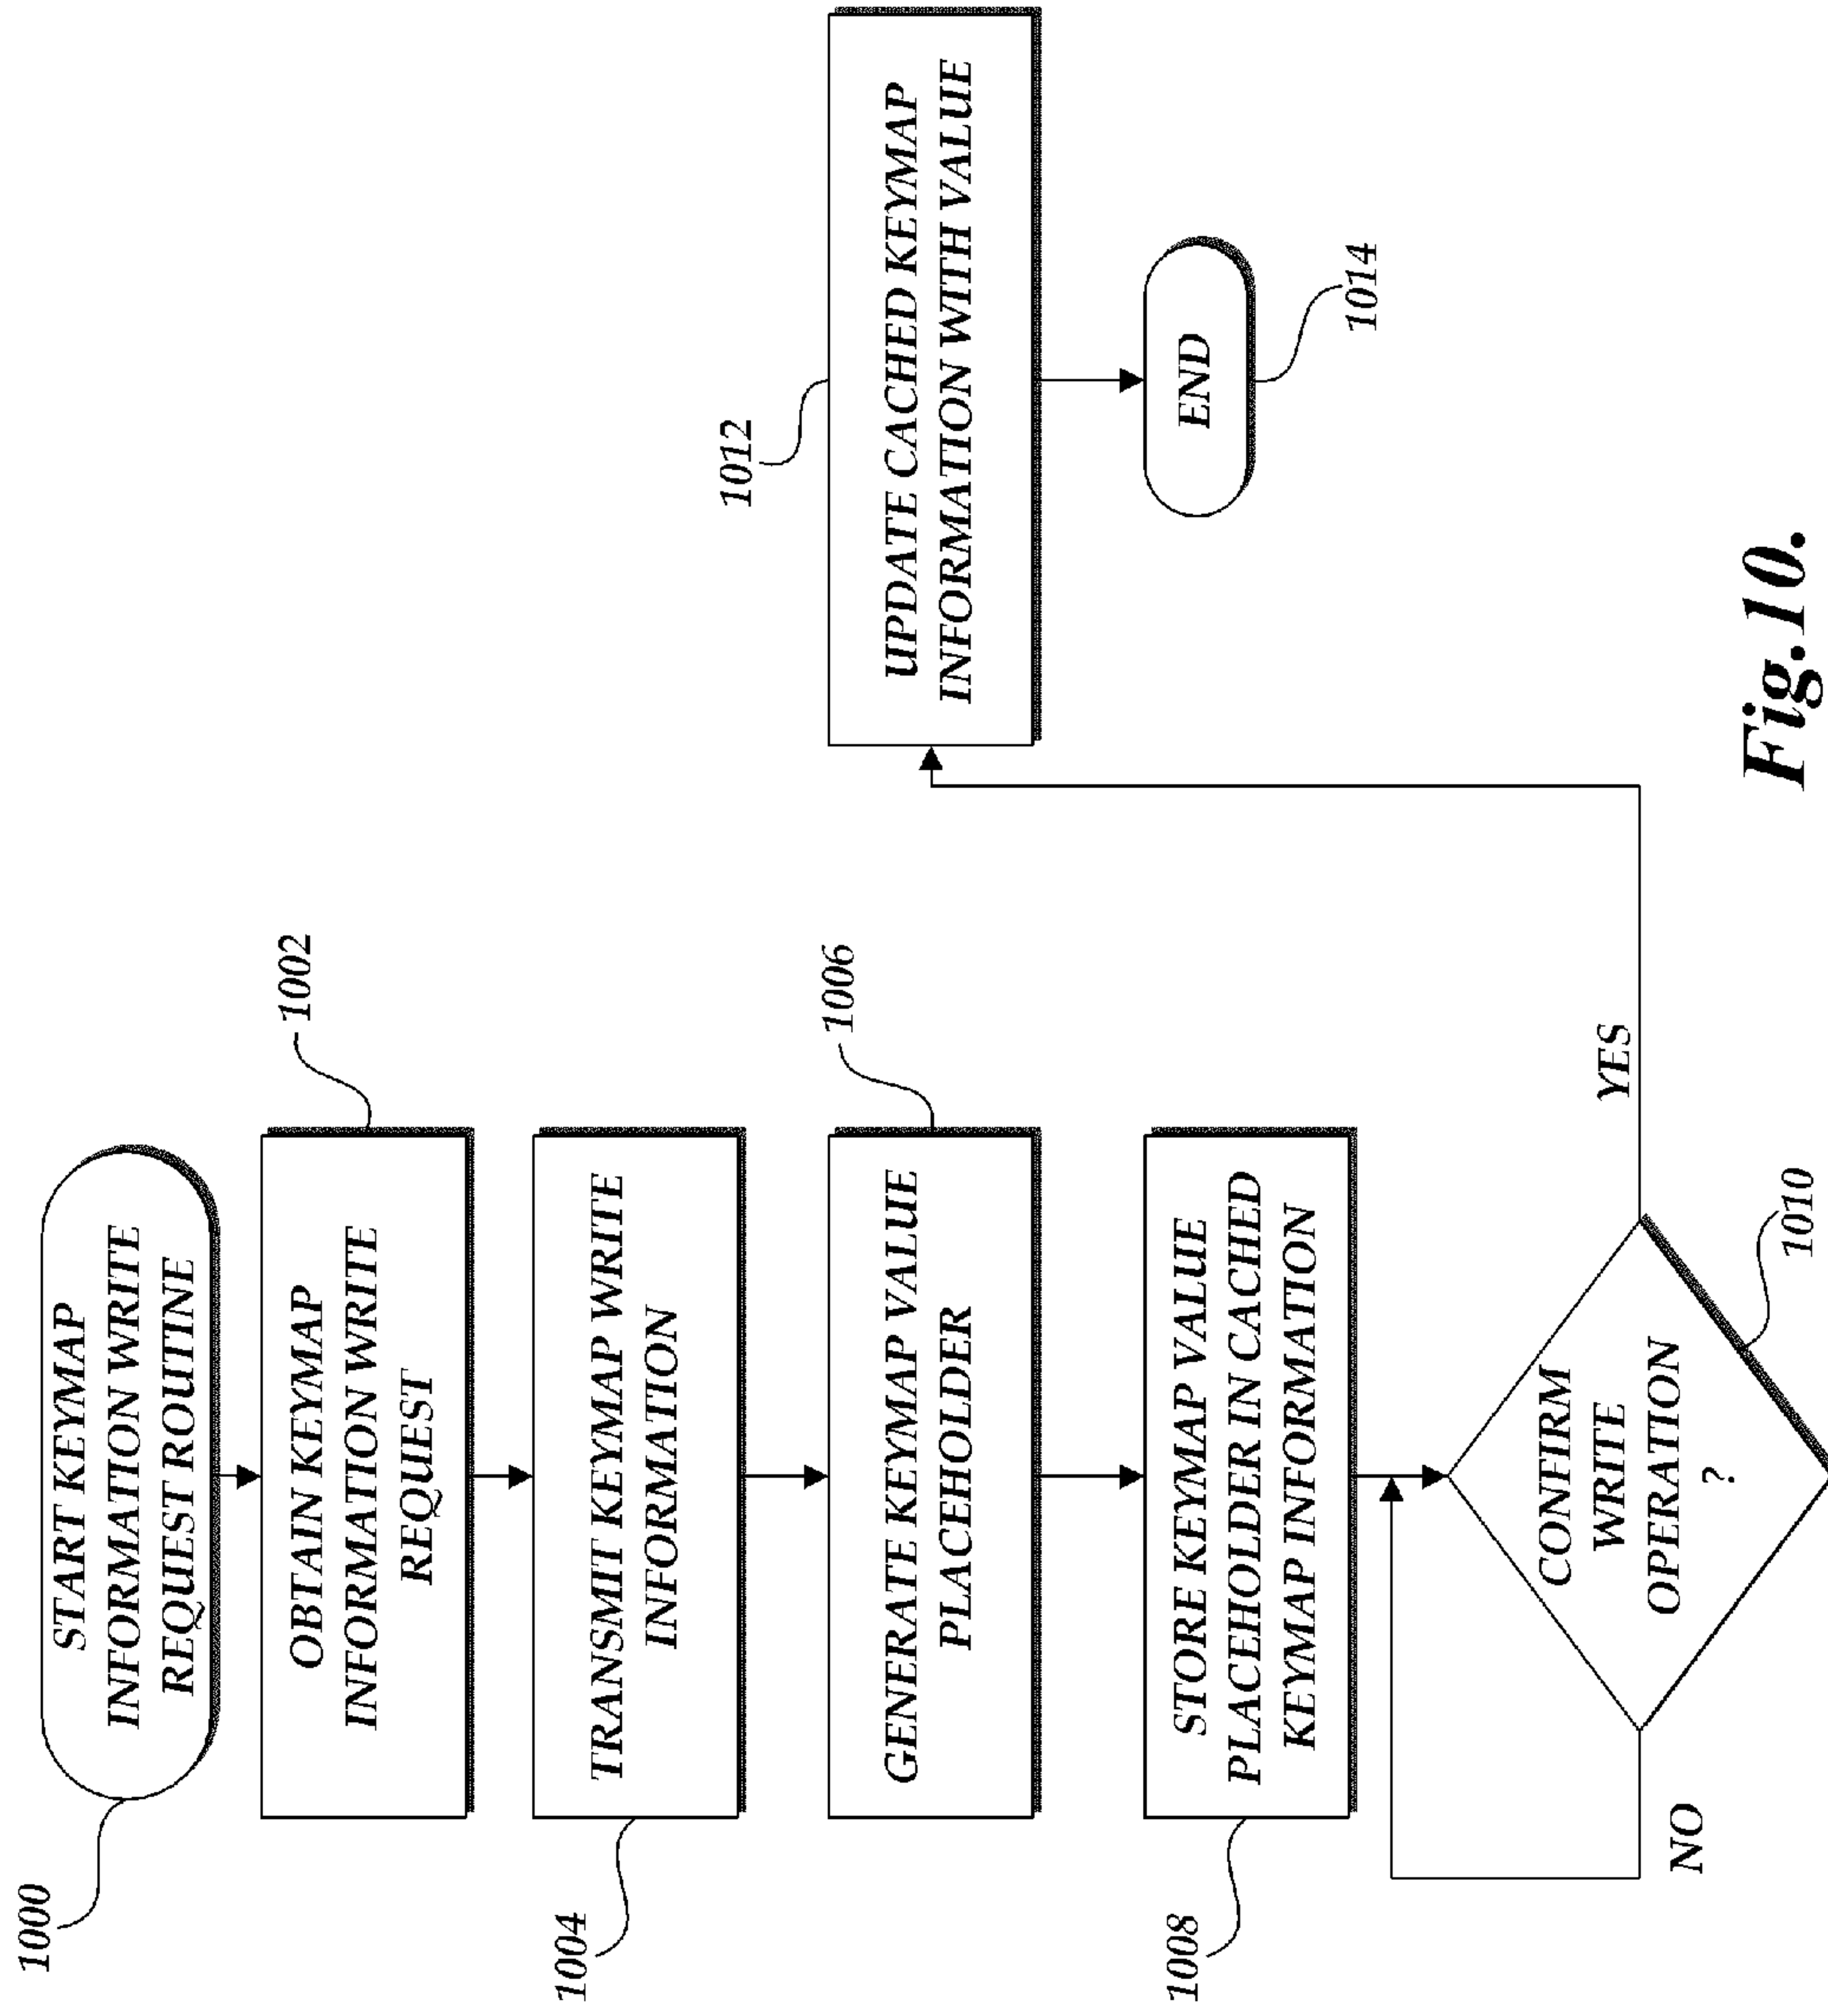 1000
START KEYMAP
INFORMATION WRITE
REQUEST ROUTINE
OBTAIN KEYMAP
INFORMATION WRITE
REQUEST
1002
1004
TRANSMIT KEYMAP WRITE
INFORMATION
GENERATE KEYMAP VALUE
PLACEHOLDER
1006
1008
STORE KEYMAP VALUE
PLACEHOLDER IN CACHED
KEYMAP INFORMATION
CONFIRM
WRITE
OPERATION
?
1010
NO
YES
1012
UPDATE CACHED KEYMAP
INFORMATION WITH VALUE
END
1014
Fig.10.